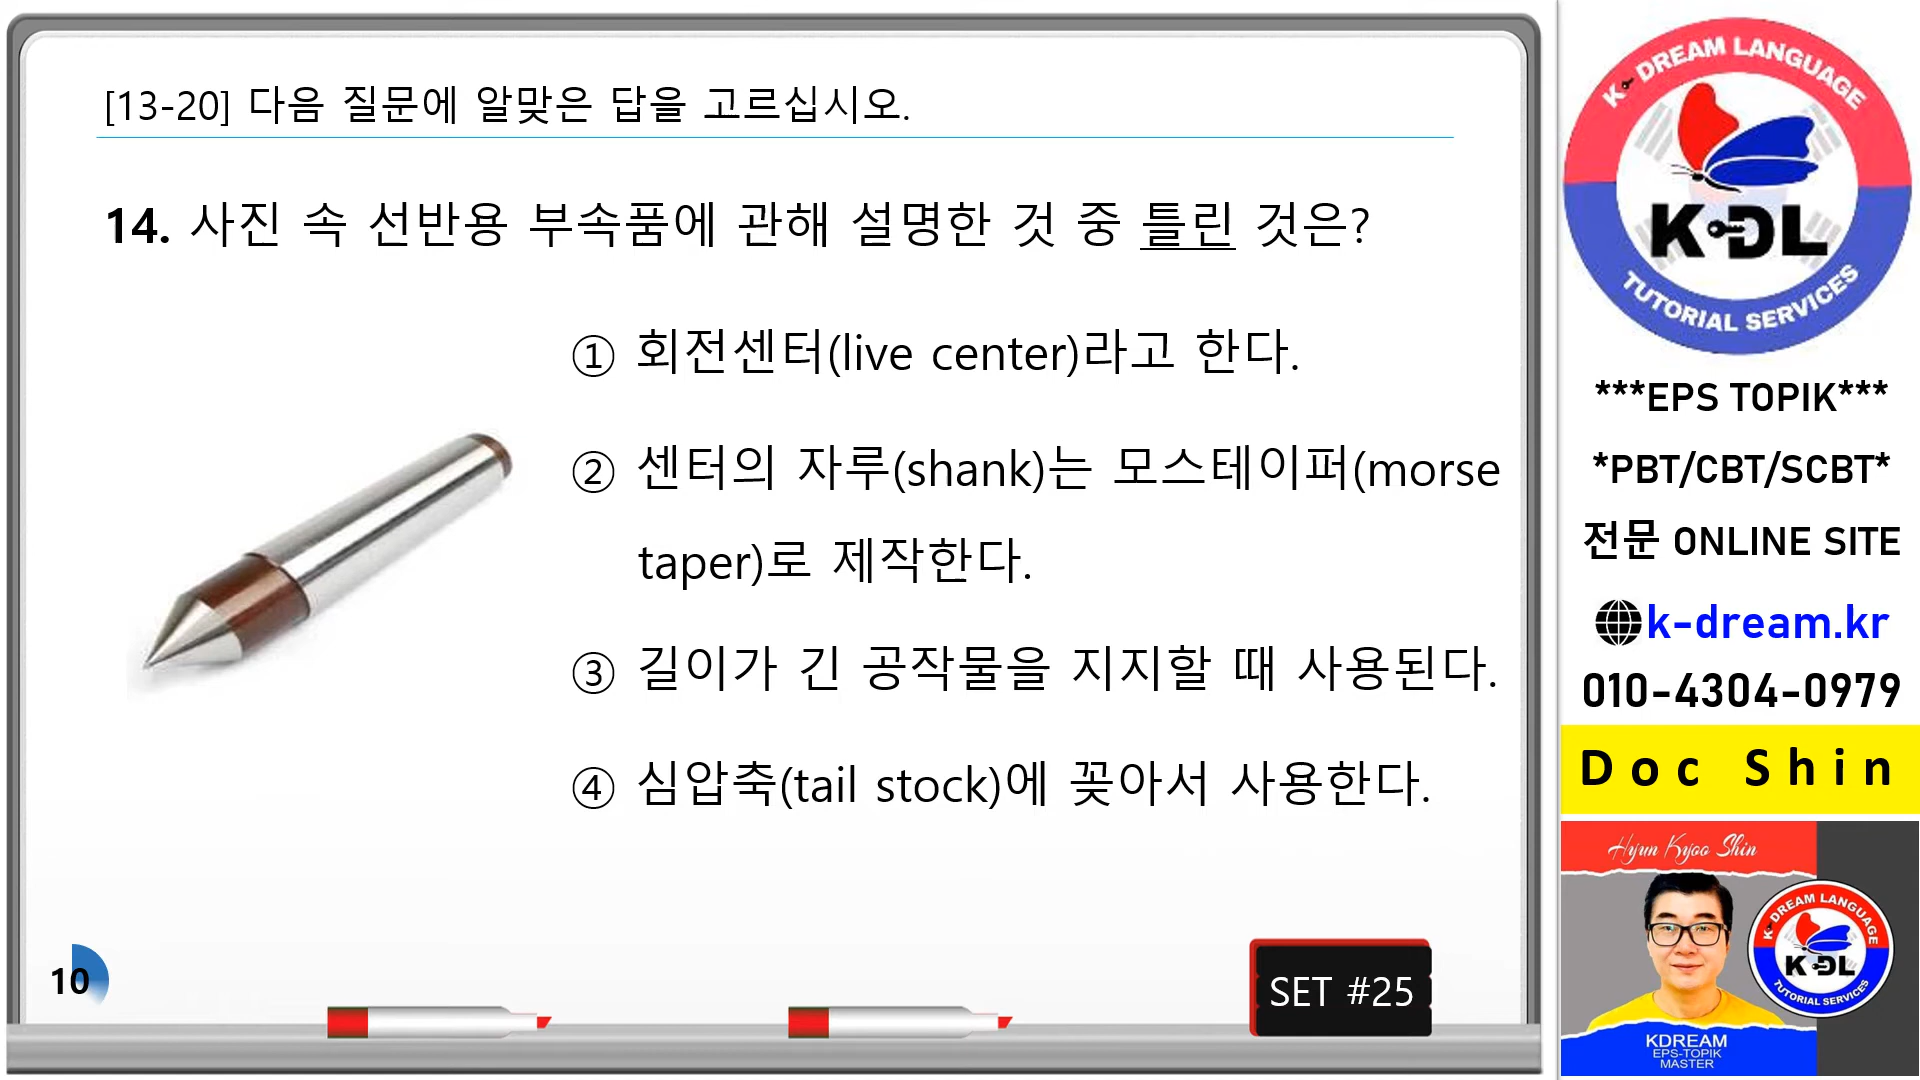 [13-20] 다음 질문에 알맞은 답을 고르십시오.
14. 사진 속 선반용 부속품에 관해 설명한 것 중 틀린 것은?
① 회전센터(live center)라고 한다.
② 센터의 자루(shank)는 모스테이퍼(morse
taper)로 제작한다.
③ 길이가 긴 공작물을 지지할 때 사용된다.
④ 심압축(tail stock)에 꽂아서 사용한다.
10
SET #25
K DREAM LANGUAGE
K DL
TUTORIAL SERVICES
***EPS TOPIK***
*PBT/CBT/SCBT*
전문 ONLINE SITE
k-dream.kr
010-4304-0979
Doc Shin
Hyun Kyoo Shin
K DREAM LANGUAGE
K DL
TUTORIAL SERVICES
KDREAM
EPS-TOPIK
MASTER